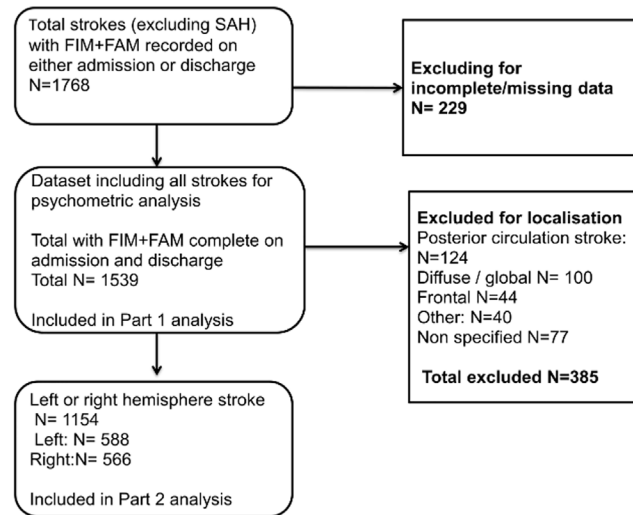 Total strokes (excluding SAH)
with FIM+FAM recorded on
either admission or discharge
N=1768
Excluding for
incomplete/missing data
N= 229
Dataset including all strokes for
psychometric analysis
Total with FIM+FAM complete on
admission and discharge
Total N= 1539
Included in Part 1 analysis
Excluded for localisation
Posterior circulation stroke:
N=124
Diffuse / global N= 100
Frontal N=44
Other: N=40
Non specified N=77
Total excluded N=385
Left or right hemisphere stroke
N= 1154
Left: N= 588
Right:N= 566
Included in Part 2 analysis